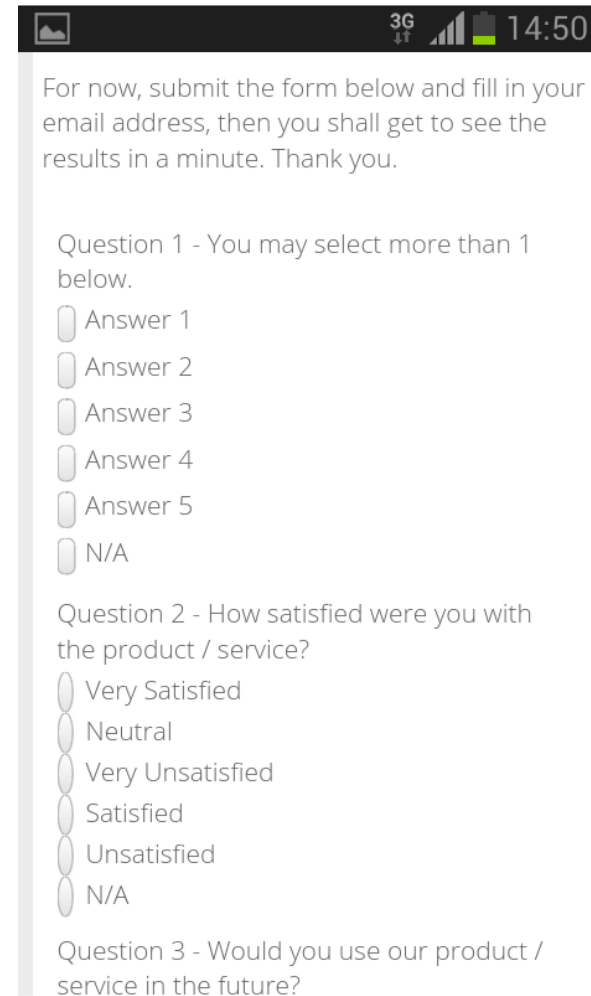 3G 14:50
For now, submit the form below and fill in your
email address, then you shall get to see the
results in a minute. Thank you.
Question 1 - You may select more than 1
below.
Answer 1
Answer 2
Answer 3
Answer 4
Answer 5
N/A
Question 2 - How satisfied were you with
the product / service?
Very Satisfied
Neutral
Very Unsatisfied
Satisfied
Unsatisfied
N/A
Question 3 - Would you use our product /
service in the future?